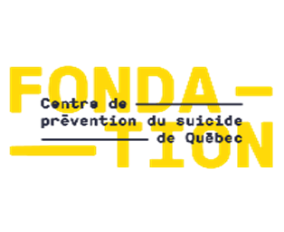 FONDA-
Centre de
prévention du suicide
de Québec
TION